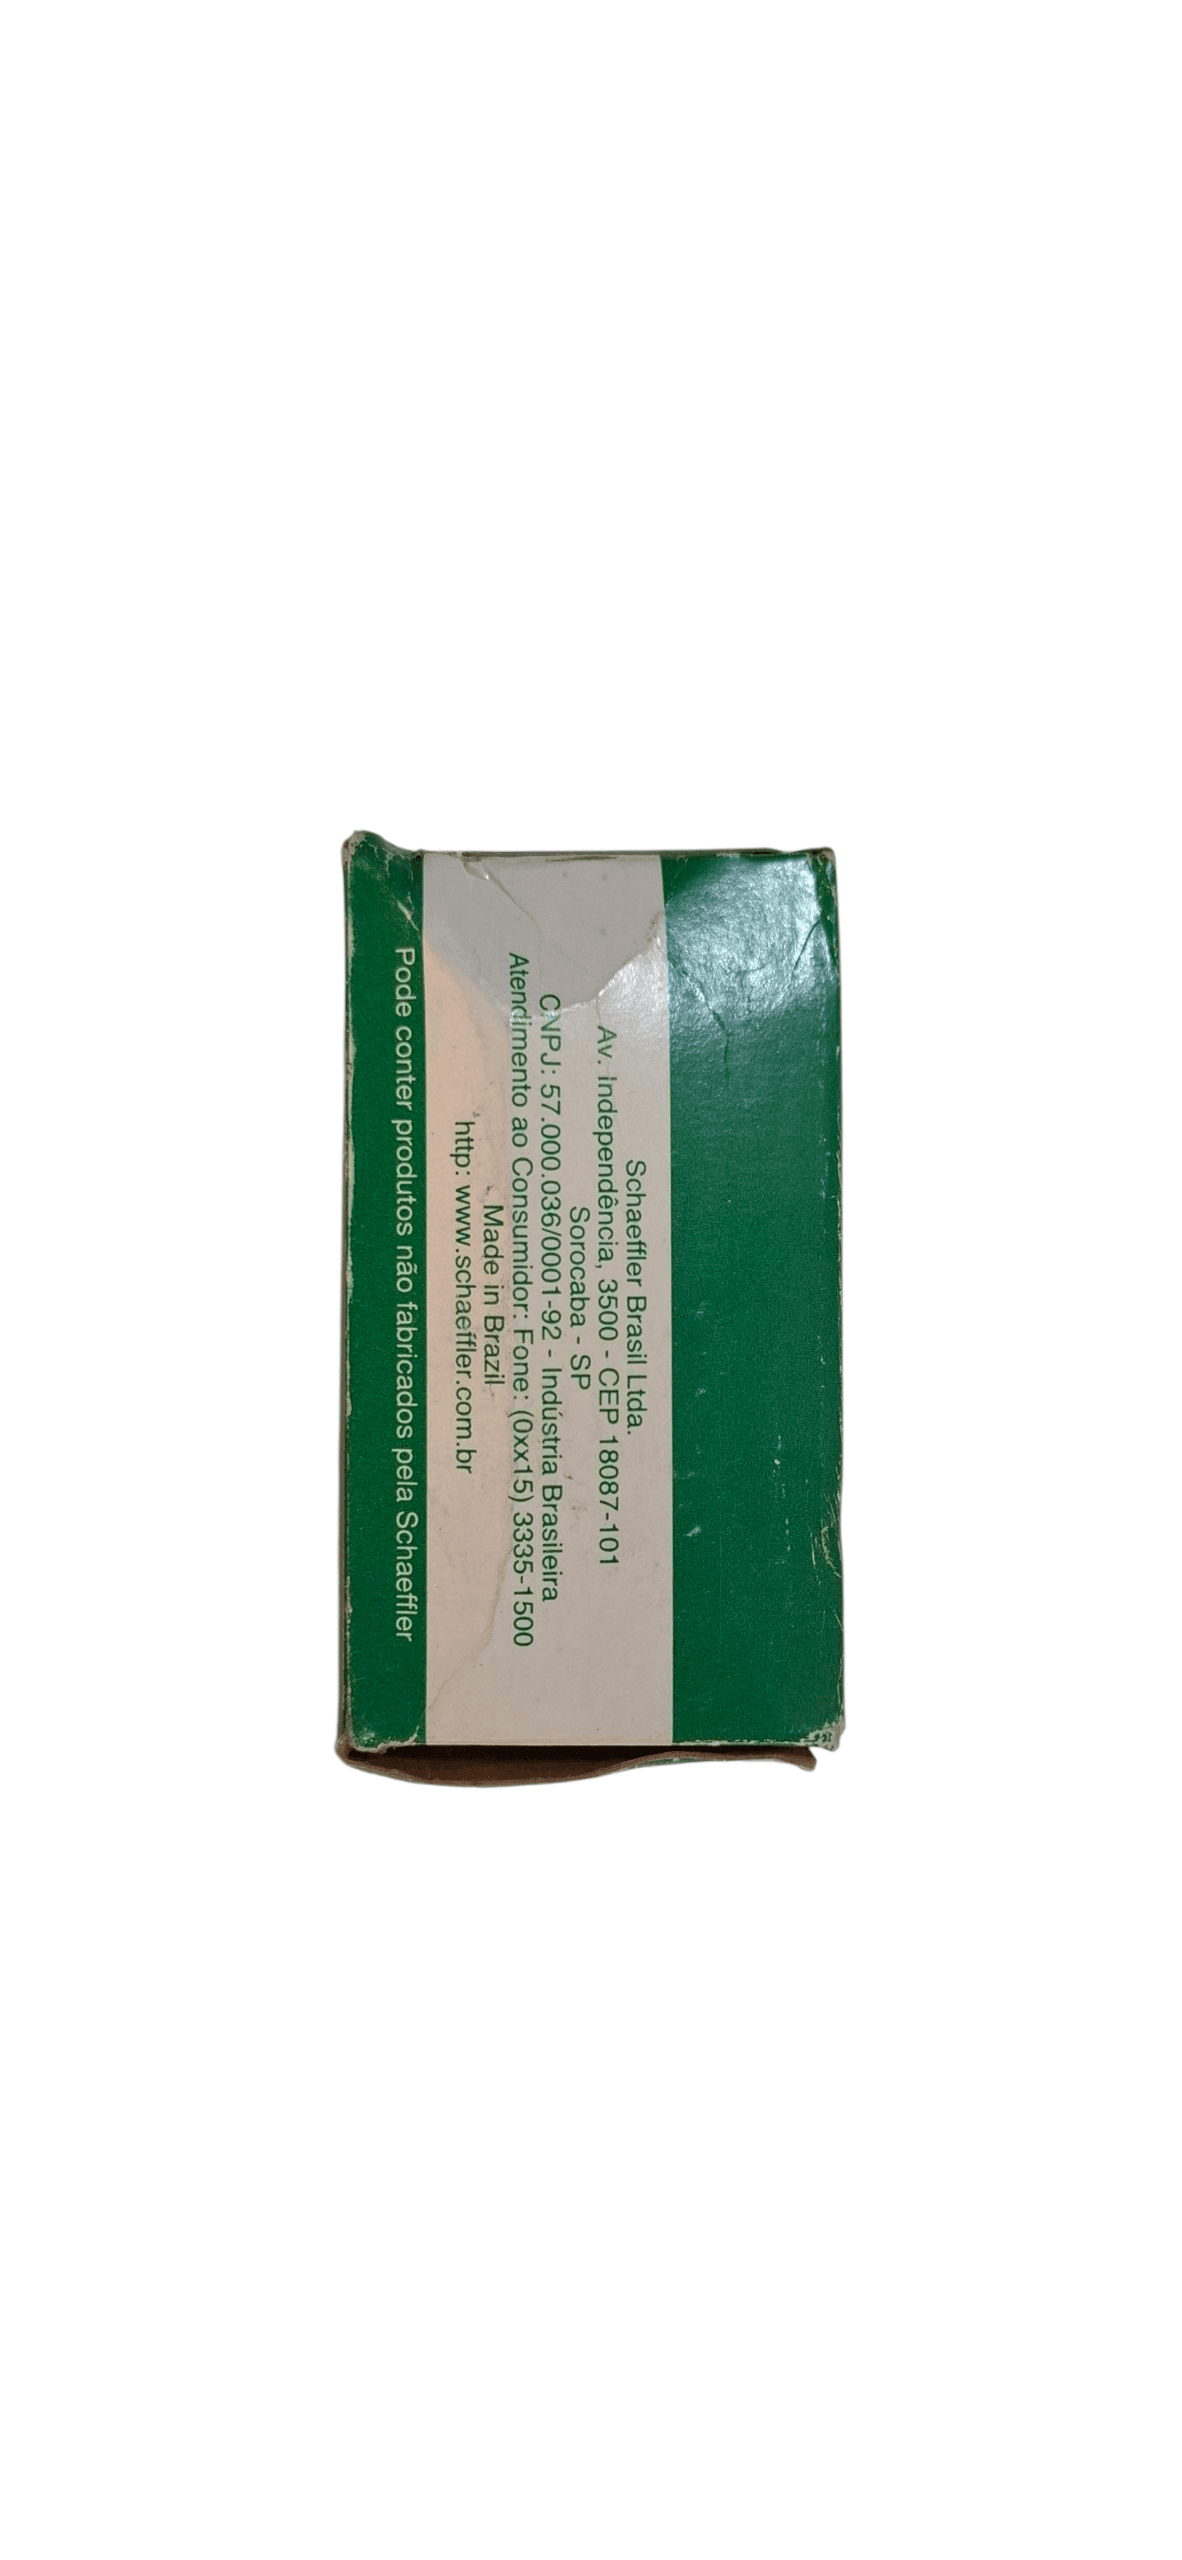 Schaeffler Brasil Ltda.
Av. Independência, 3500 - CEP 18087-101
Sorocaba - SP
CNPJ: 57.000.036/0001-92 - Indústria Brasileira
Atendimento ao Consumidor: Fone: (0xx15) 3335-1500
Made in Brazil
http: www.schaeffler.com.br
Pode conter produtos não fabricados pela Schaeffler